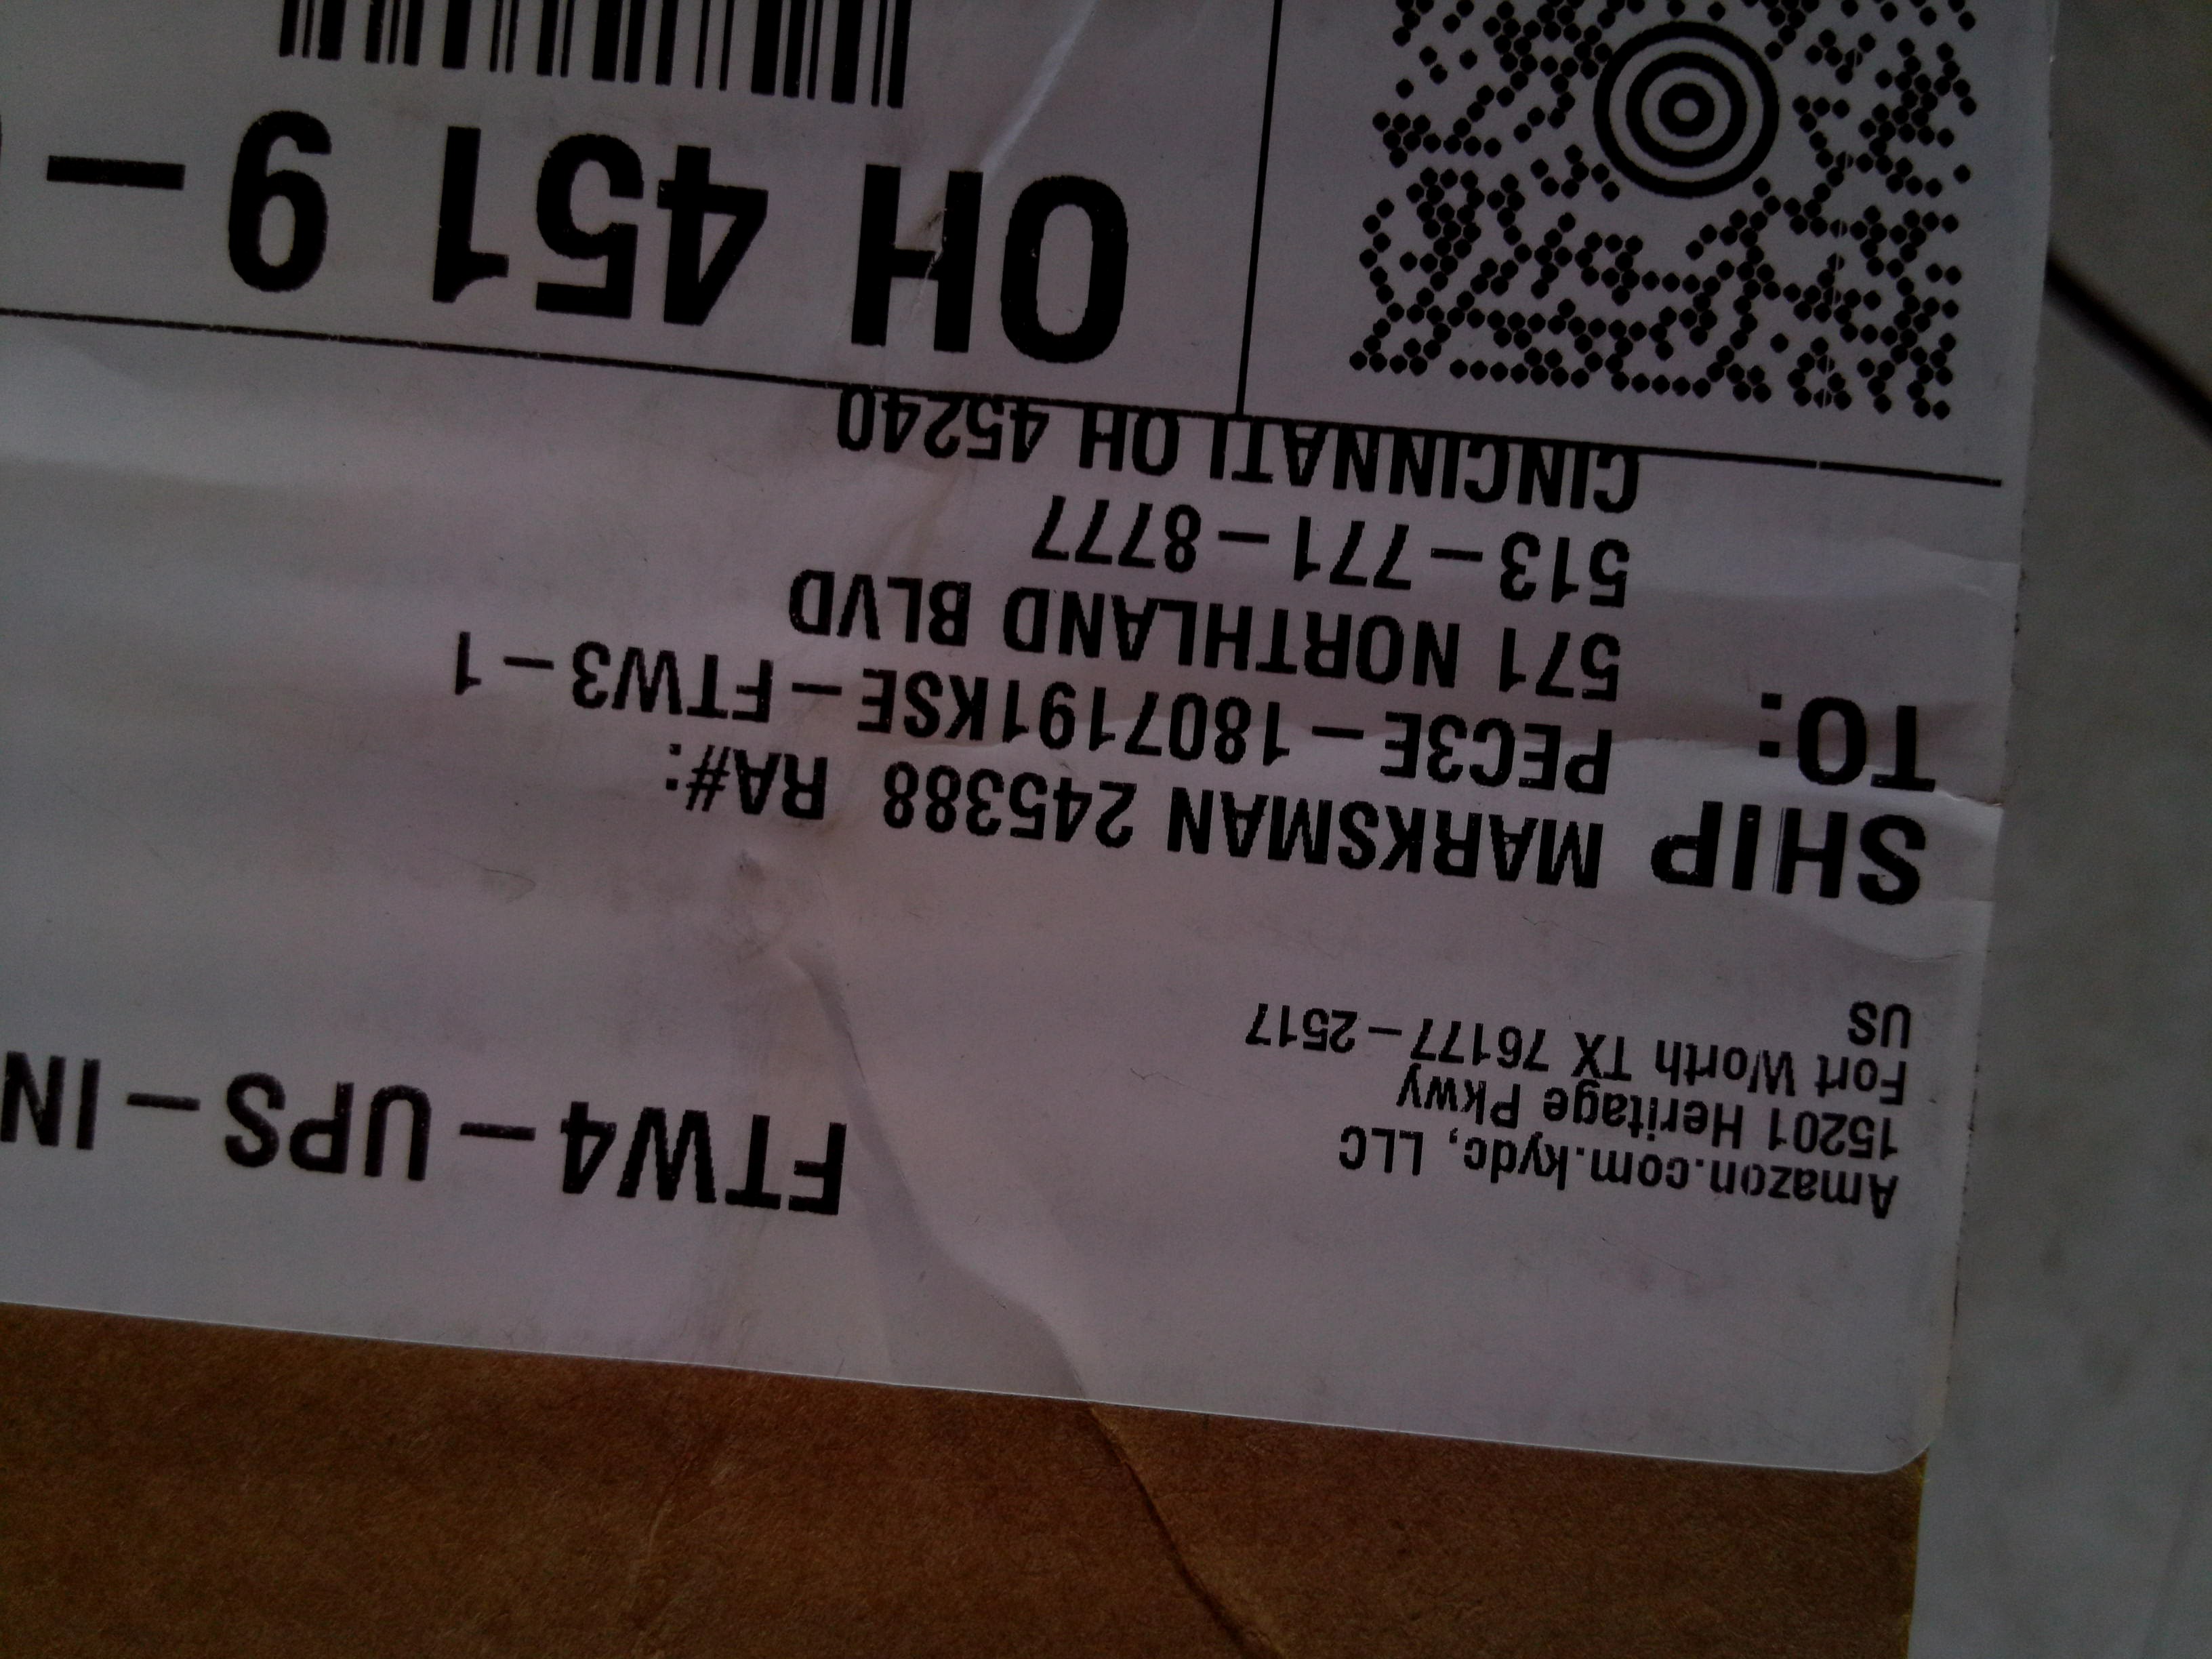 Amazon.com.kydc, LLC
15201 Heritage Pkwy
Fort Worth TX 76177-2517
US
FTW4-UPS-IN
SHIP TO:
MARKSMAN 245388 RA#:
PEC3E-1807191KSE-FTW3-1
571 NORTHLAND BLVD
513-771-8777
CINCINNATI OH 45240
OH 451 9-